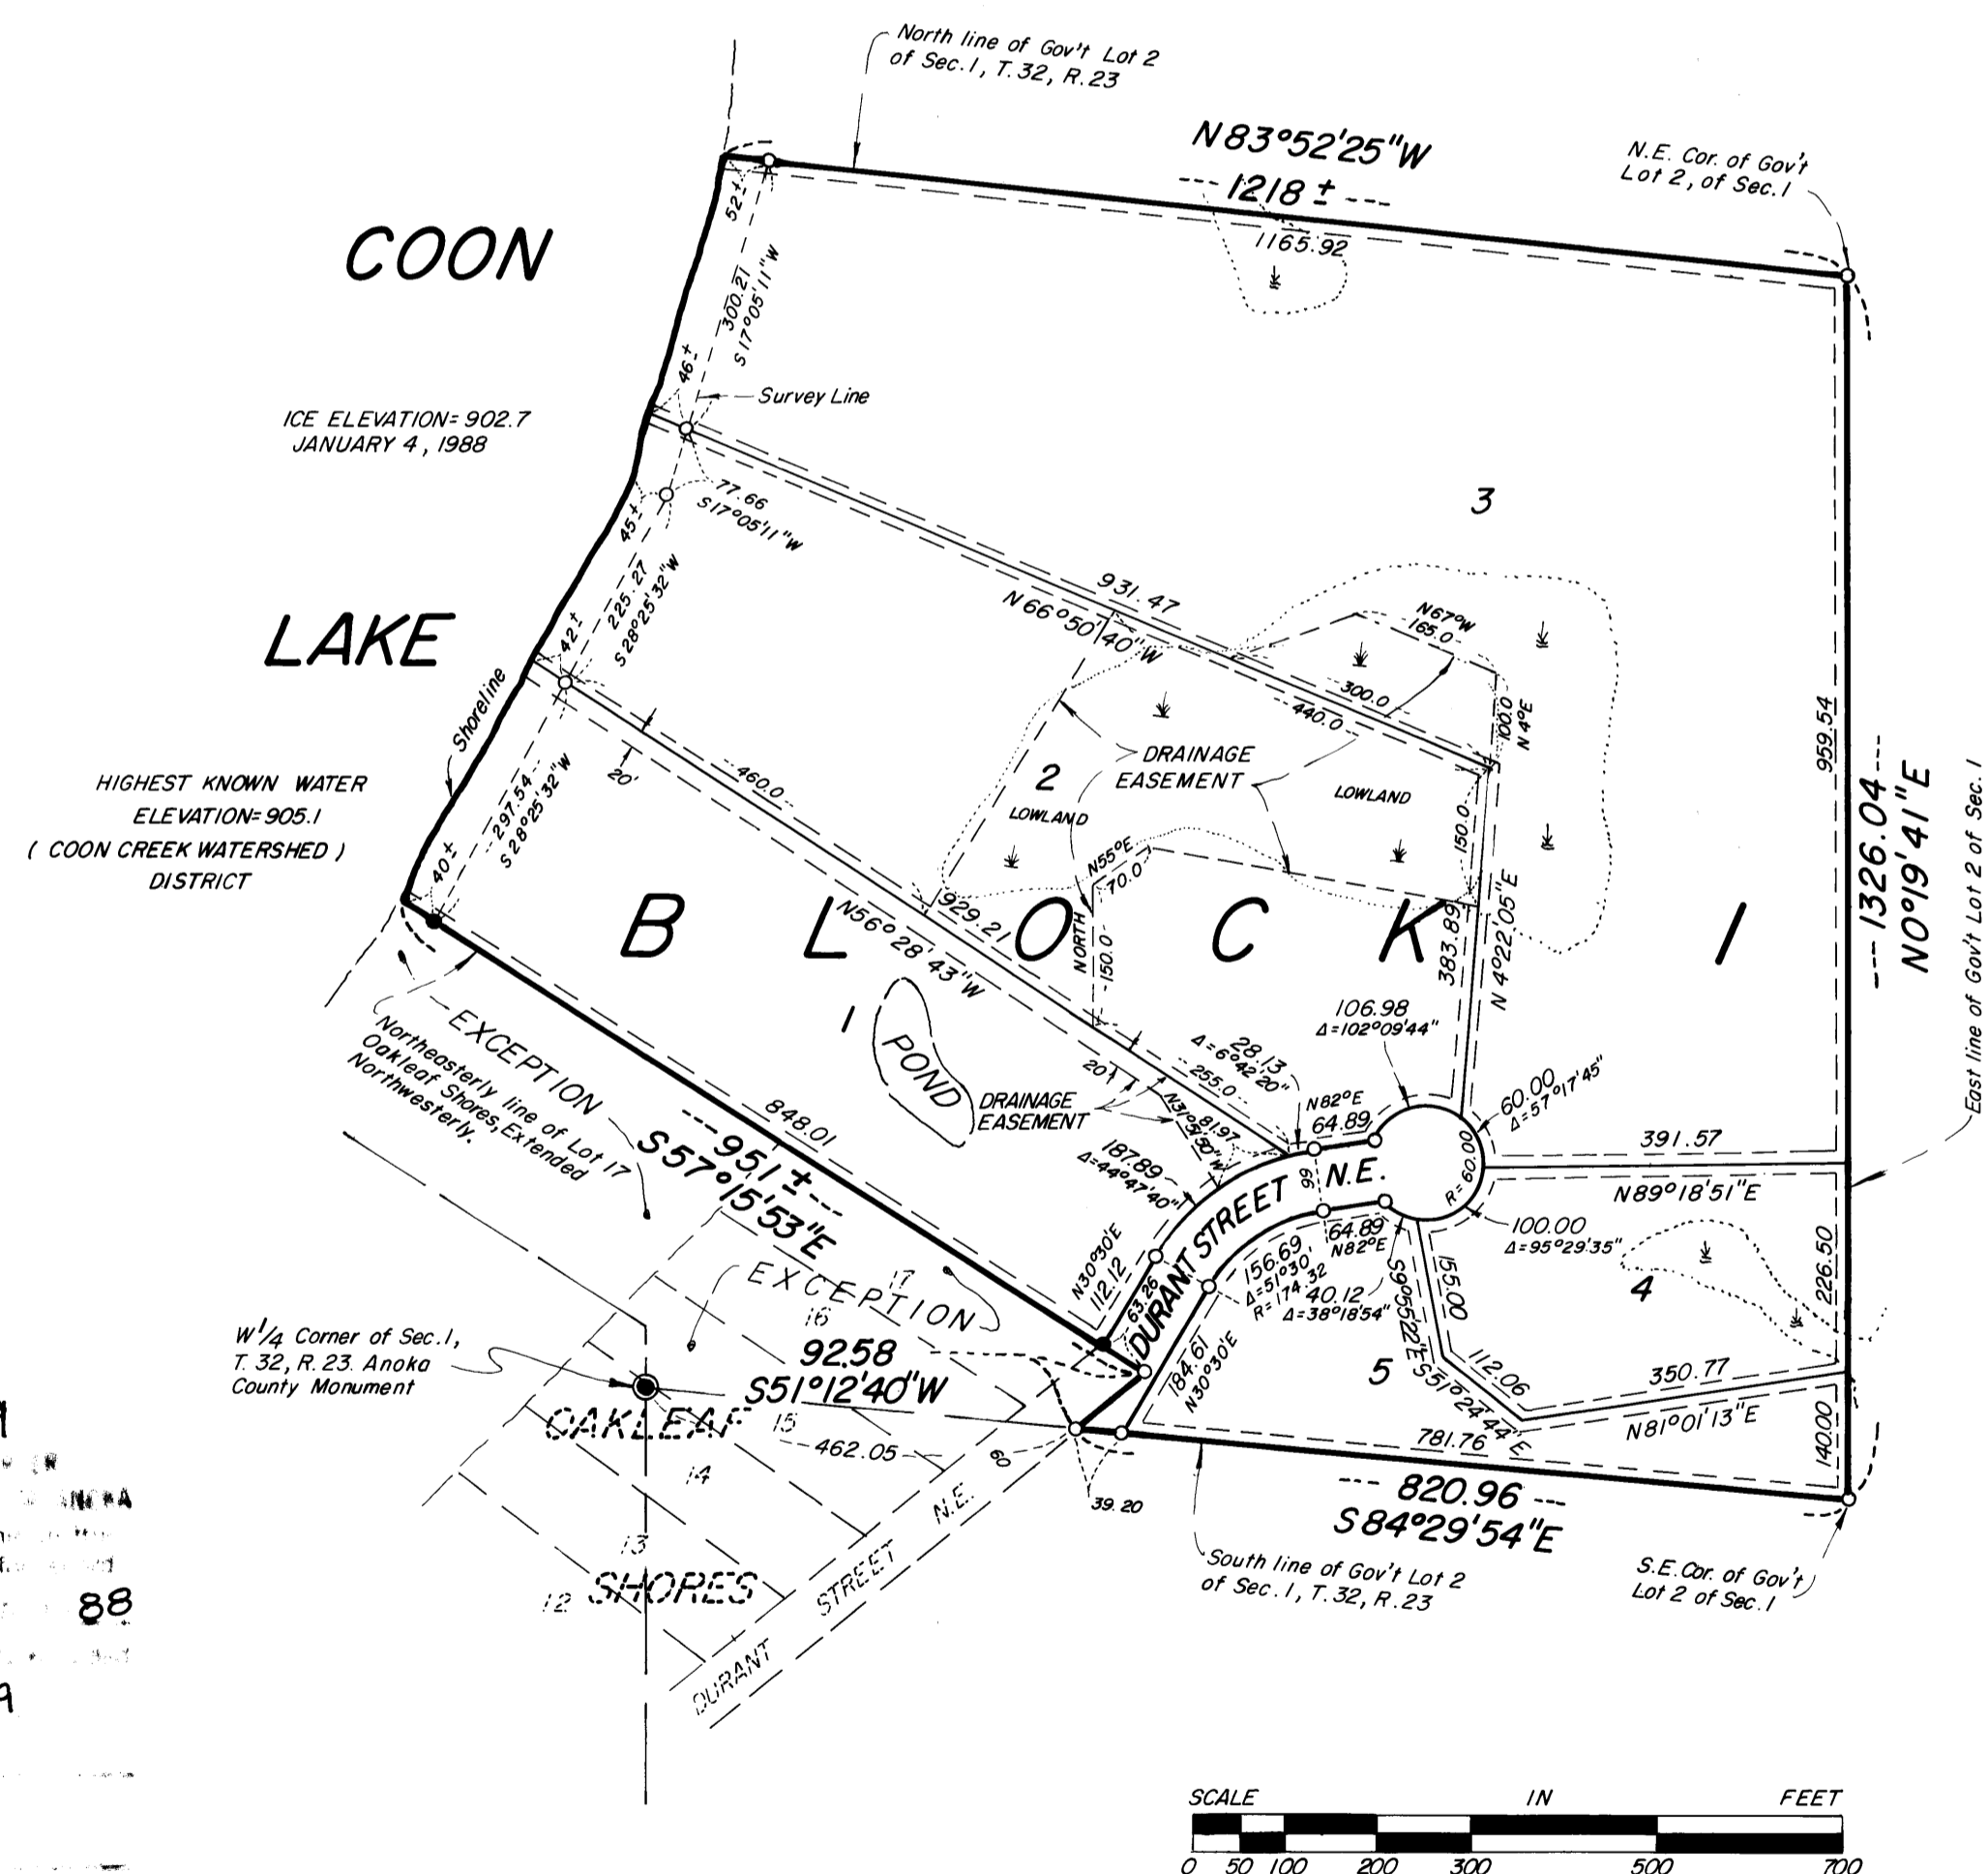 North line of Gov't Lot 2
of Sec. 1, T. 32, R. 23
N83°52'25"W
--- 1218 ± ---
1165.92
N.E. Cor. of Gov't
Lot 2, of Sec. 1
COON
LAKE
52±
300.21
S17°05'11"W
46±
Survey Line
ICE ELEVATION= 902.7
JANUARY 4, 1988
77.66
S17°05'11"W
45±
225.27
S28°25'32"W
42±
Shoreline
HIGHEST KNOWN WATER
ELEVATION=905.1
( COON CREEK WATERSHED )
DISTRICT
297.54
S28°25'32"W
40±
3
931.47
N66°50'40"W
N67°W
165.0
300.0
440.0
100.0
N4°E
DRAINAGE
EASEMENT
2
LOWLAND
LOWLAND
460.0
20'
150.0
N55°E
70.0
NORTH
150.0
929.21
N56°28'43"W
383.89
N4°22'05"E
959.54
--- 1326.04 ---
N0°19'41"E
East line of Gov't Lot 2 of Sec. 1
BLOCK 1
1
POND
EXCEPTION
Northeasterly line of Lot 17
Oakleaf Shores, Extended
Northwesterly.
848.01
--- 951 ± ---
S57°15'53"E
DRAINAGE
EASEMENT
20'
255.0
N31°51'50"W
81.97
28.13
Δ=6°42'20"
N82°E
64.89
106.98
Δ=102°09'44"
60.00
Δ=57°17'45"
R=60.00
391.57
N89°18'51"E
100.00
Δ=95°29'35"
187.89
Δ=44°47'40"
66
DURANT STREET N.E.
N30°30'E
112.12
63.26
64.89
N82°E
156.69
Δ=51°30'
R=174.32
40.12
Δ=38°18'54"
184.61
N30°30'E
155.00
S9°55'22"E
112.06
S51°24'44"E
4
226.50
5
350.77
N81°01'13"E
140.00
781.76
--- 820.96 ---
S84°29'54"E
EXCEPTION
17
16
92.58
S51°12'40"W
W 1/4 Corner of Sec. 1,
T. 32, R. 23. Anoka
County Monument
OAKLEAF
15
462.05
14
13
12
SHORES
60
39.20
DURANT STREET N.E.
South line of Gov't Lot 2
of Sec. 1, T. 32, R. 23
S.E. Cor. of Gov't
Lot 2 of Sec. 1
88
9
SCALE IN FEET
0 50 100 200 300 500 700